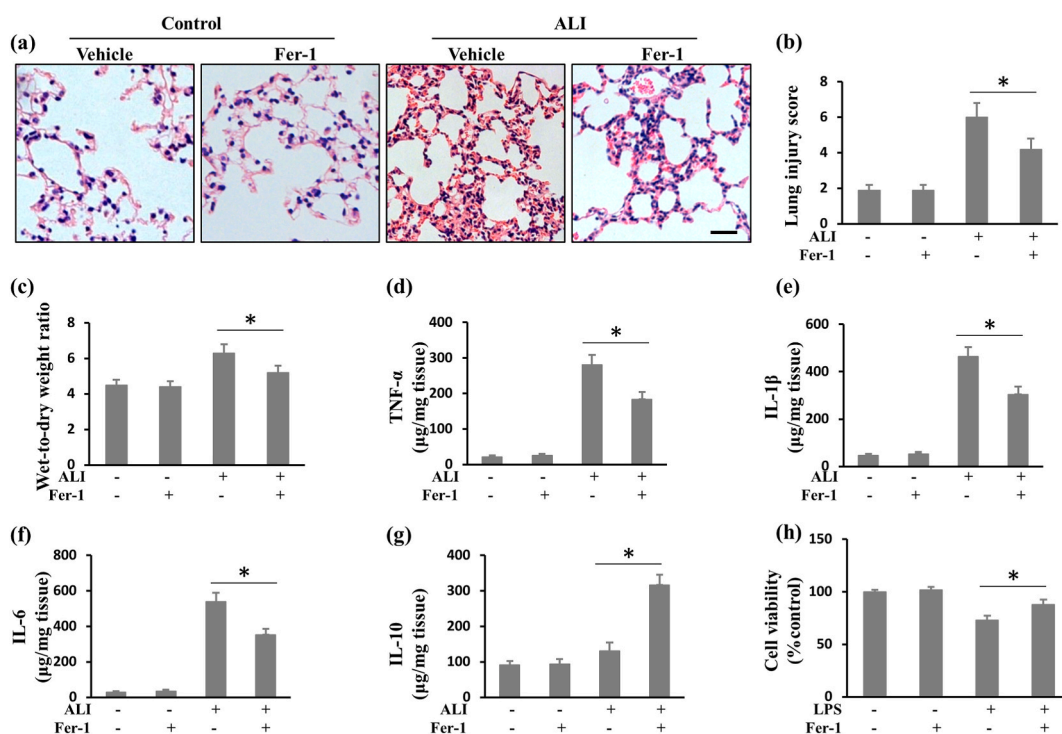 Control ALI
(a) Vehicle Fer-1 Vehicle Fer-1
(b)
Lung injury score
8
6
4
2
0
*
ALI - - + +
Fer-1 - + - +
(c)
Wet-to-dry weight ratio
8
6
4
2
0
*
ALI - - + +
Fer-1 - + - +
(d)
TNF-α
(μg/mg tissue)
400
300
200
100
0
*
ALI - - + +
Fer-1 - + - +
(e)
IL-1β
(μg/mg tissue)
600
400
200
0
*
ALI - - + +
Fer-1 - + - +
(f)
IL-6
(μg/mg tissue)
800
600
400
200
0
*
ALI - - + +
Fer-1 - + - +
(g)
IL-10
(μg/mg tissue)
400
300
200
100
0
*
ALI - - + +
Fer-1 - + - +
(h)
Cell viability
(%control)
150
100
50
0
*
LPS - - + +
Fer-1 - + - +